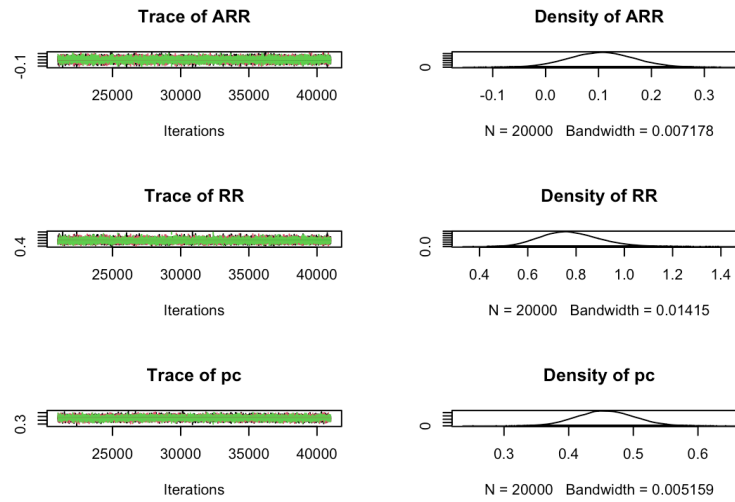 Trace of ARR
-0.1
25000 30000 35000 40000
Iterations
Density of ARR
0
-0.1 0.0 0.1 0.2 0.3
N = 20000 Bandwidth = 0.007178
Trace of RR
0.4
25000 30000 35000 40000
Iterations
Density of RR
0.0
0.4 0.6 0.8 1.0 1.2 1.4
N = 20000 Bandwidth = 0.01415
Trace of pc
0.3
25000 30000 35000 40000
Iterations
Density of pc
0
0.3 0.4 0.5 0.6
N = 20000 Bandwidth = 0.005159